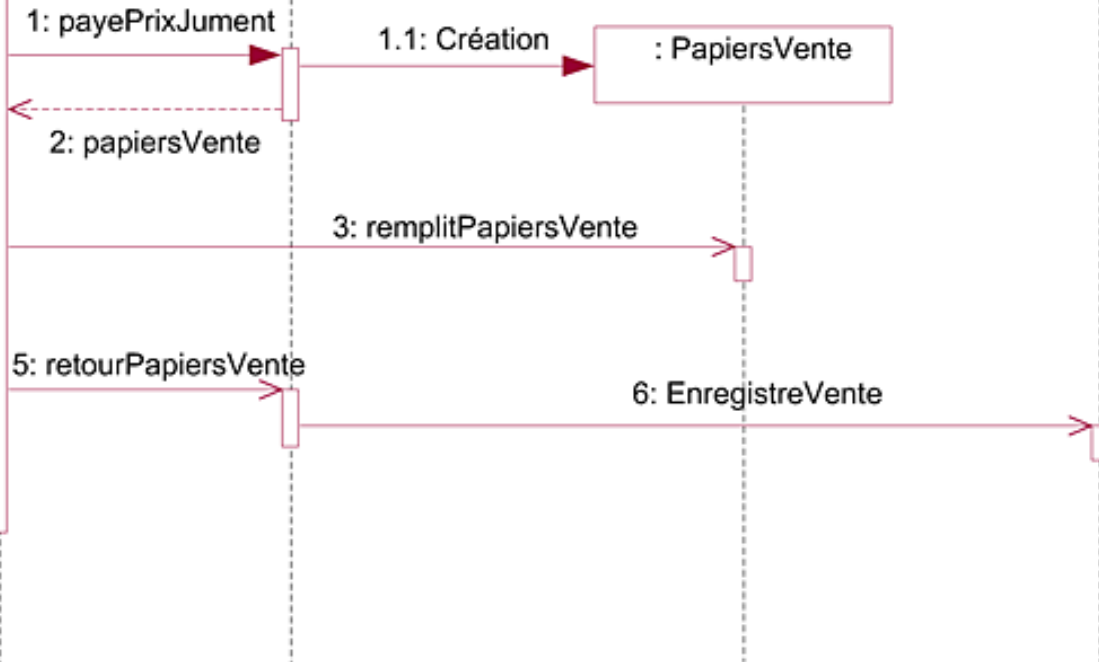 1: payePrixJument
1.1: Création
: PapiersVente
2: papiersVente
3: remplitPapiersVente
5: retourPapiersVente
6: EnregistreVente